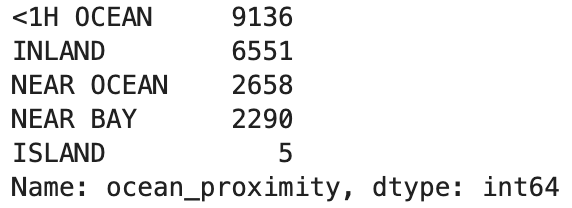 <1H OCEAN     9136
INLAND        6551
NEAR OCEAN    2658
NEAR BAY      2290
ISLAND           5
Name: ocean_proximity, dtype: int64